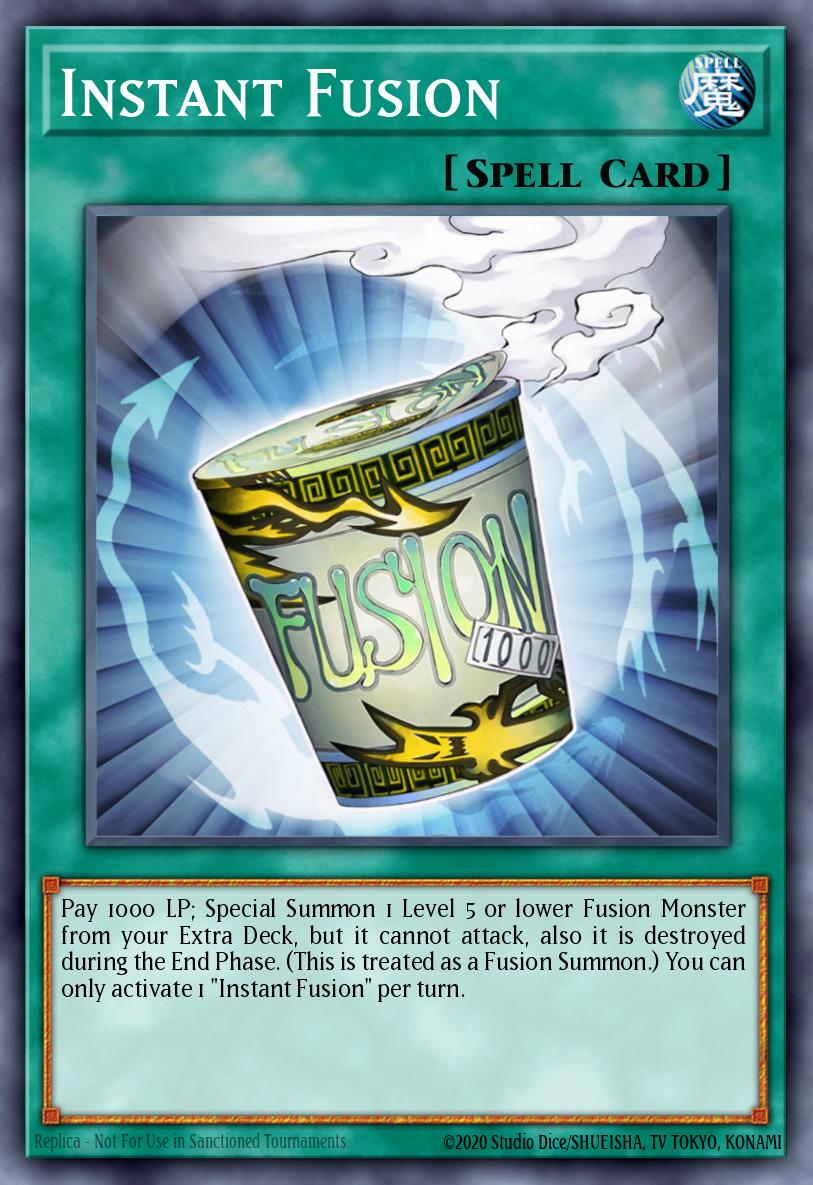 Instant Fusion
SPELL
魔
[Spell Card]
FUSION
FUSION
1000
Pay 1000 LP; Special Summon 1 Level 5 or lower Fusion Monster
from your Extra Deck, but it cannot attack, also it is destroyed
during the End Phase. (This is treated as a Fusion Summon.) You can
only activate 1 "Instant Fusion" per turn.
Replica - Not For Use in Sanctioned Tournaments.
©2020 Studio Dice/SHUEISHA, TV TOKYO, KONAMI